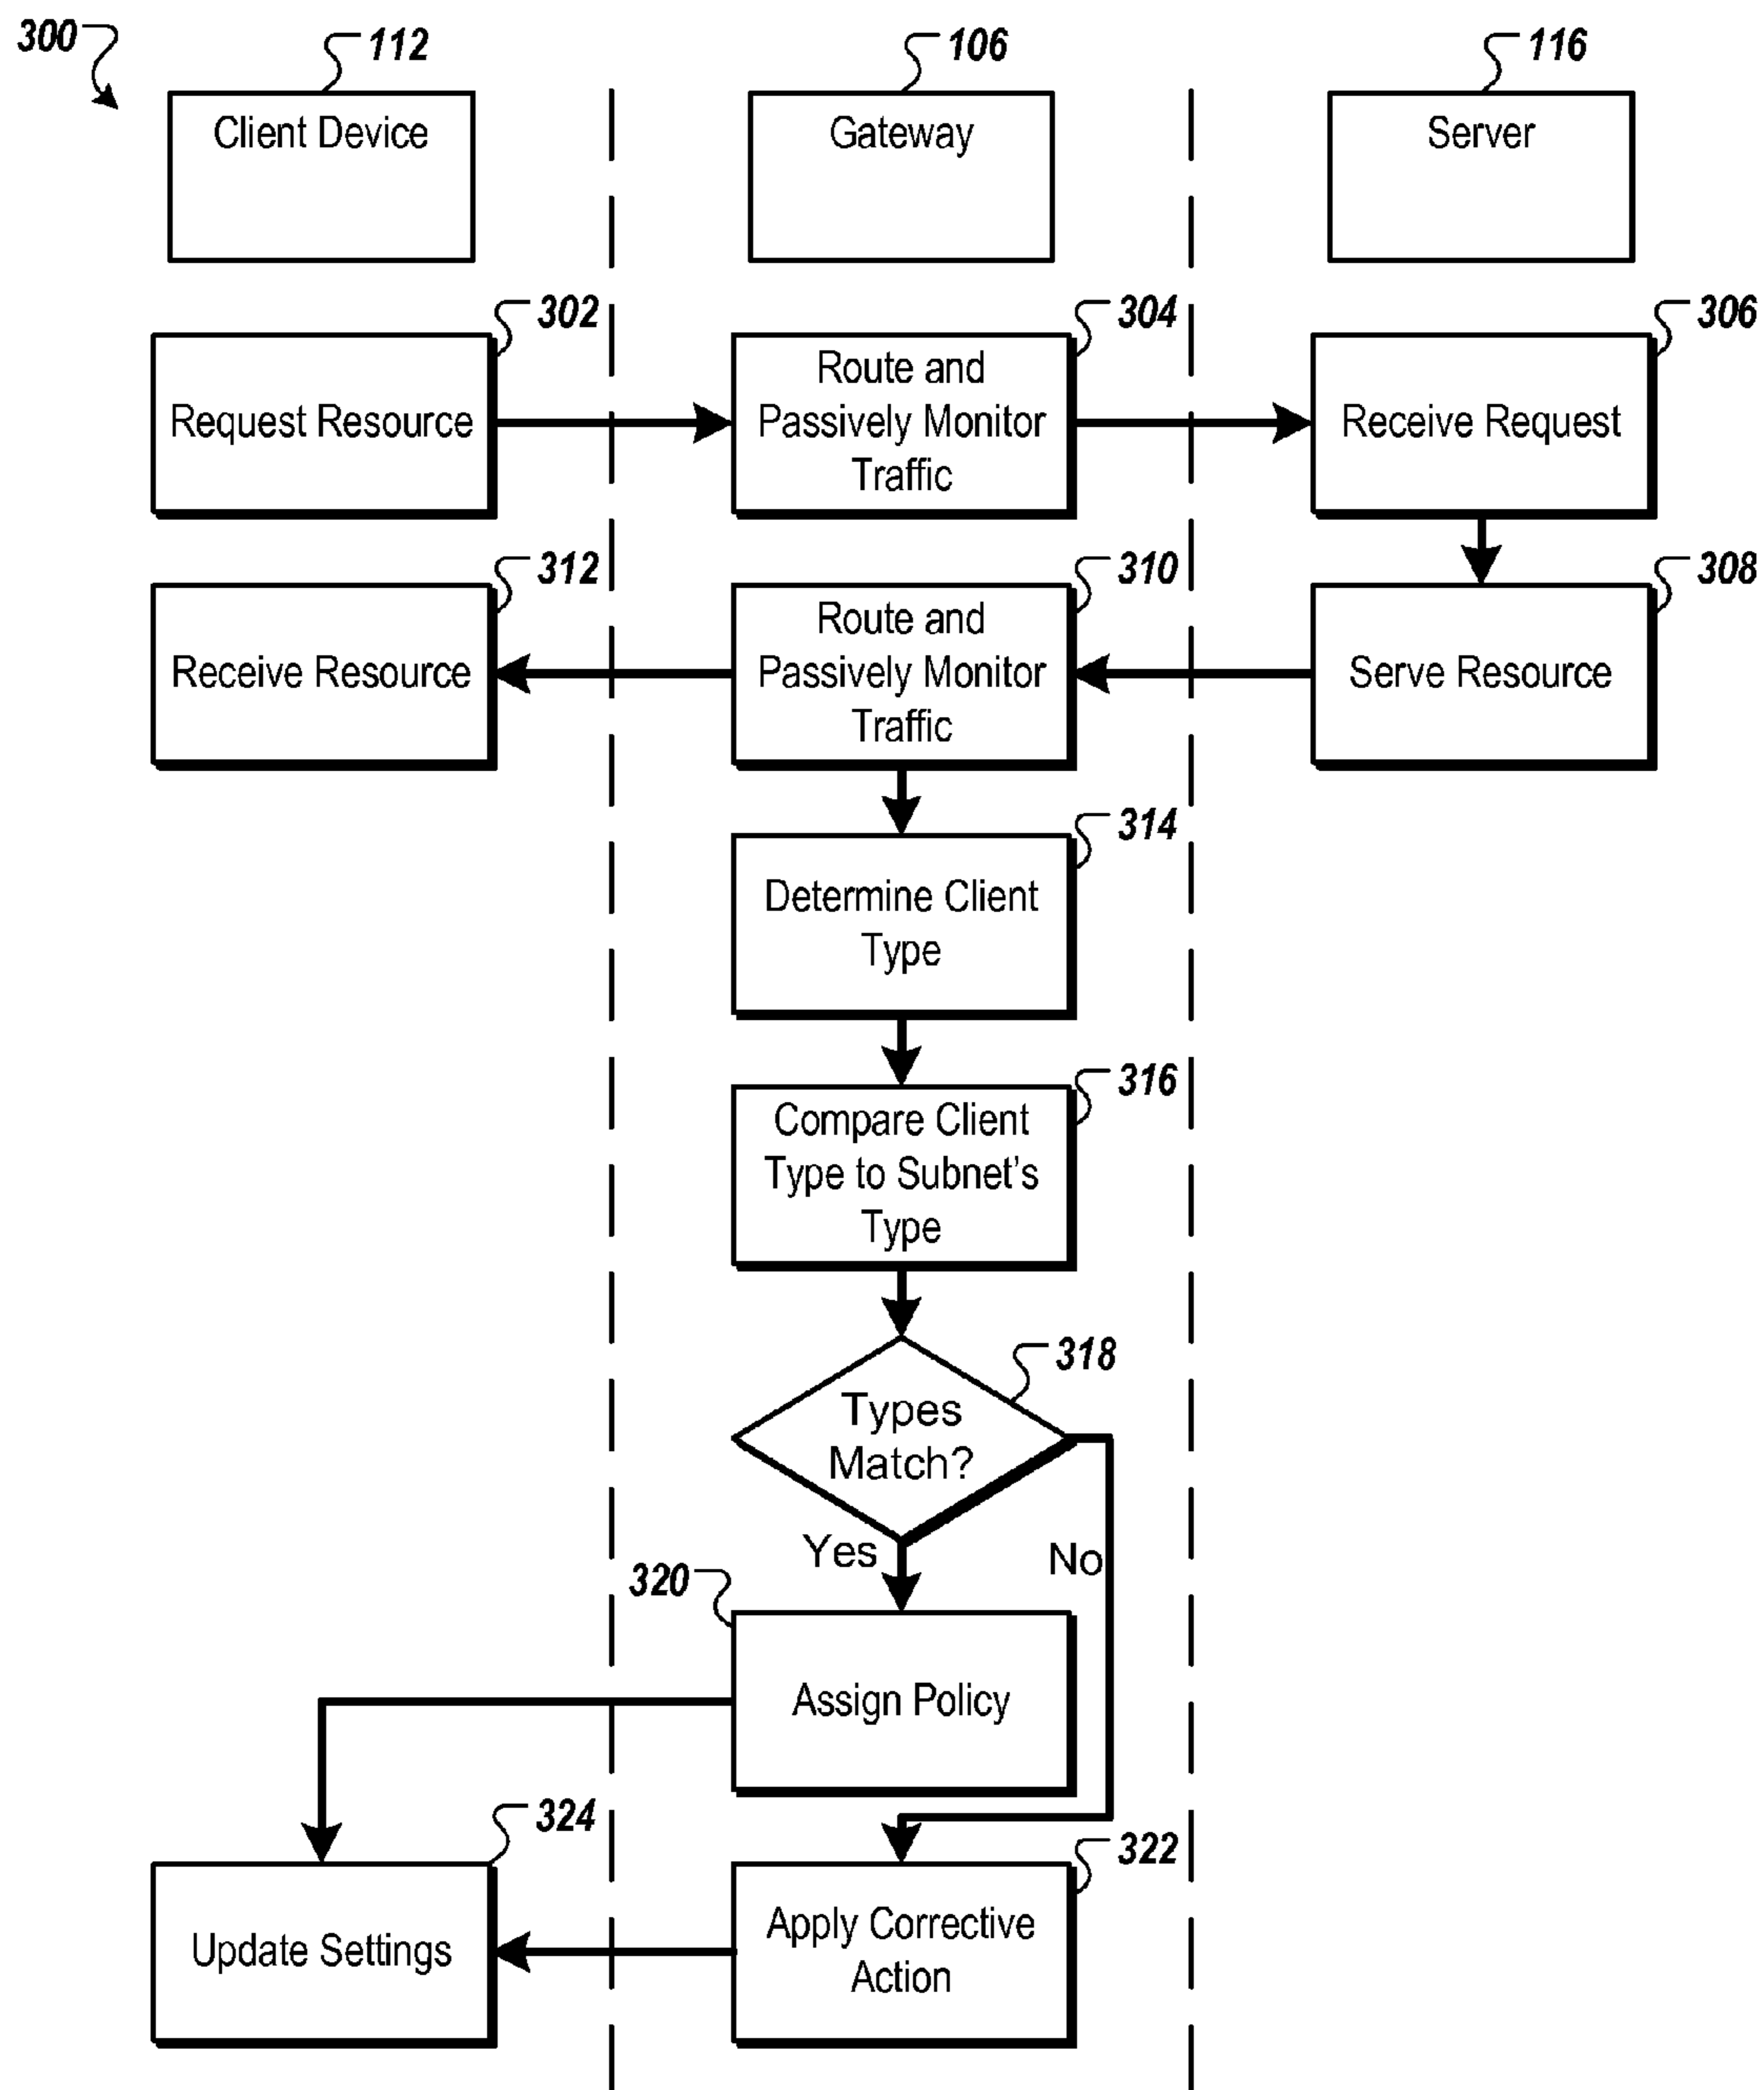 300
112
106
116
Client Device
Gateway
Server
302
304
306
Request Resource
Route and
Passively Monitor
Traffic
Receive Request
312
310
308
Receive Resource
Route and
Passively Monitor
Traffic
Serve Resource
314
Determine Client
Type
316
Compare Client
Type to Subnet's
Type
318
Types
Match?
Yes
No
320
Assign Policy
324
322
Update Settings
Apply Corrective
Action